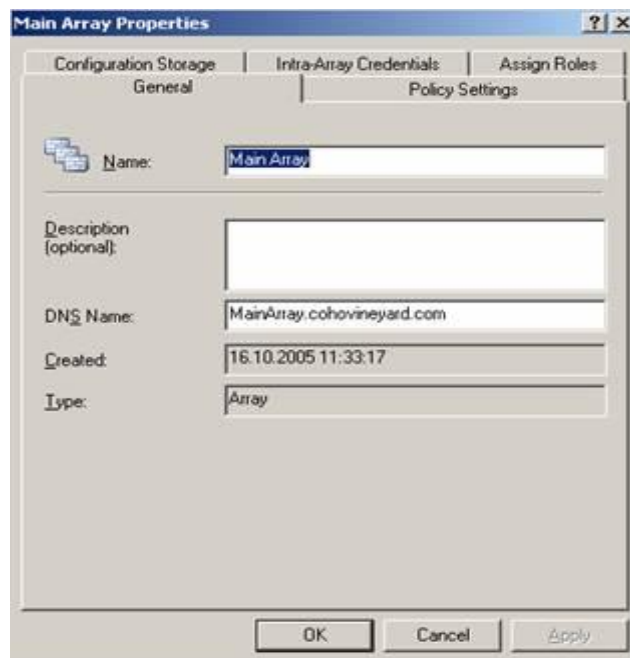 Main Array Properties
Configuration Storage
Intra-Array Credentials
Assign Roles
General
Policy Settings
Name:
Main Array
Description
(optional):
DNS Name:
MainArray.cohovineyard.com
Created:
16.10.2005 11:33:17
Type:
Array
OK
Cancel
Apply